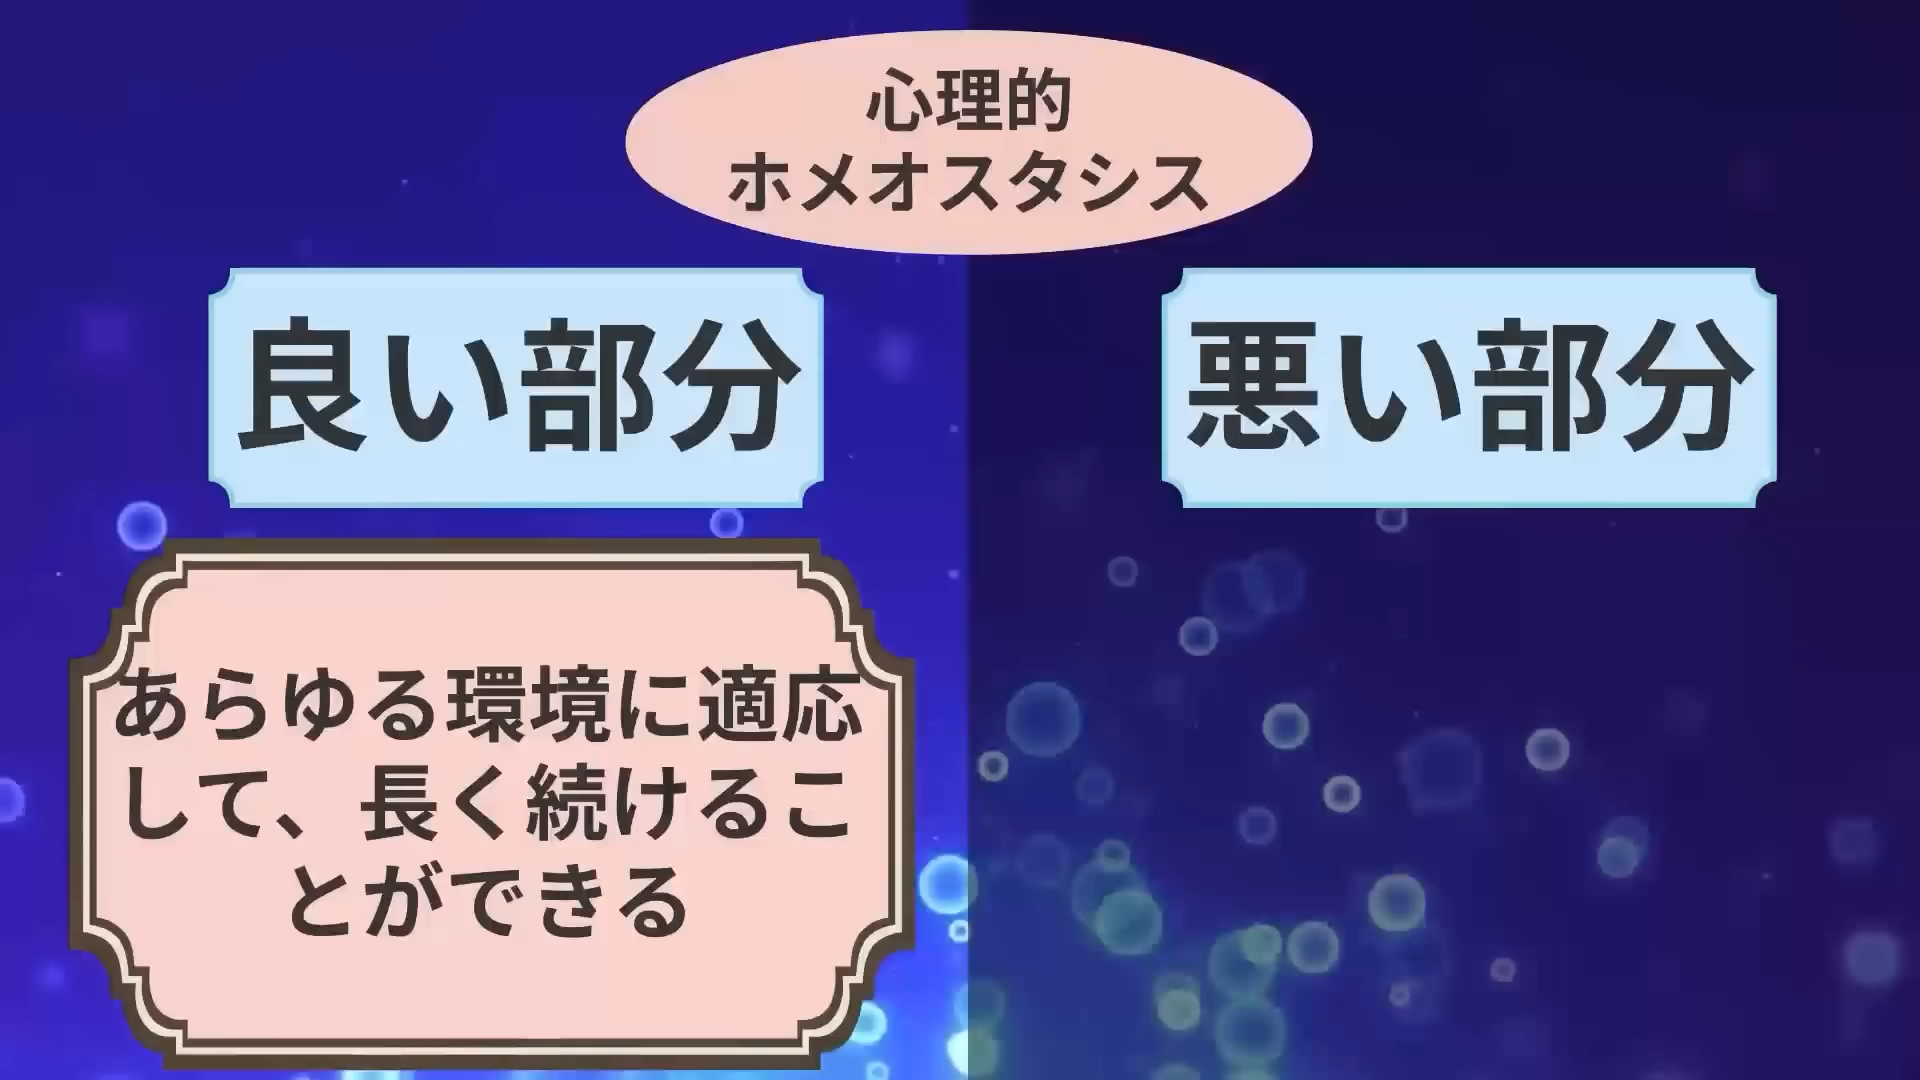 心理的
ホメオスタシス
良い部分
悪い部分
あらゆる環境に適応
して、長く続けるこ
とができる